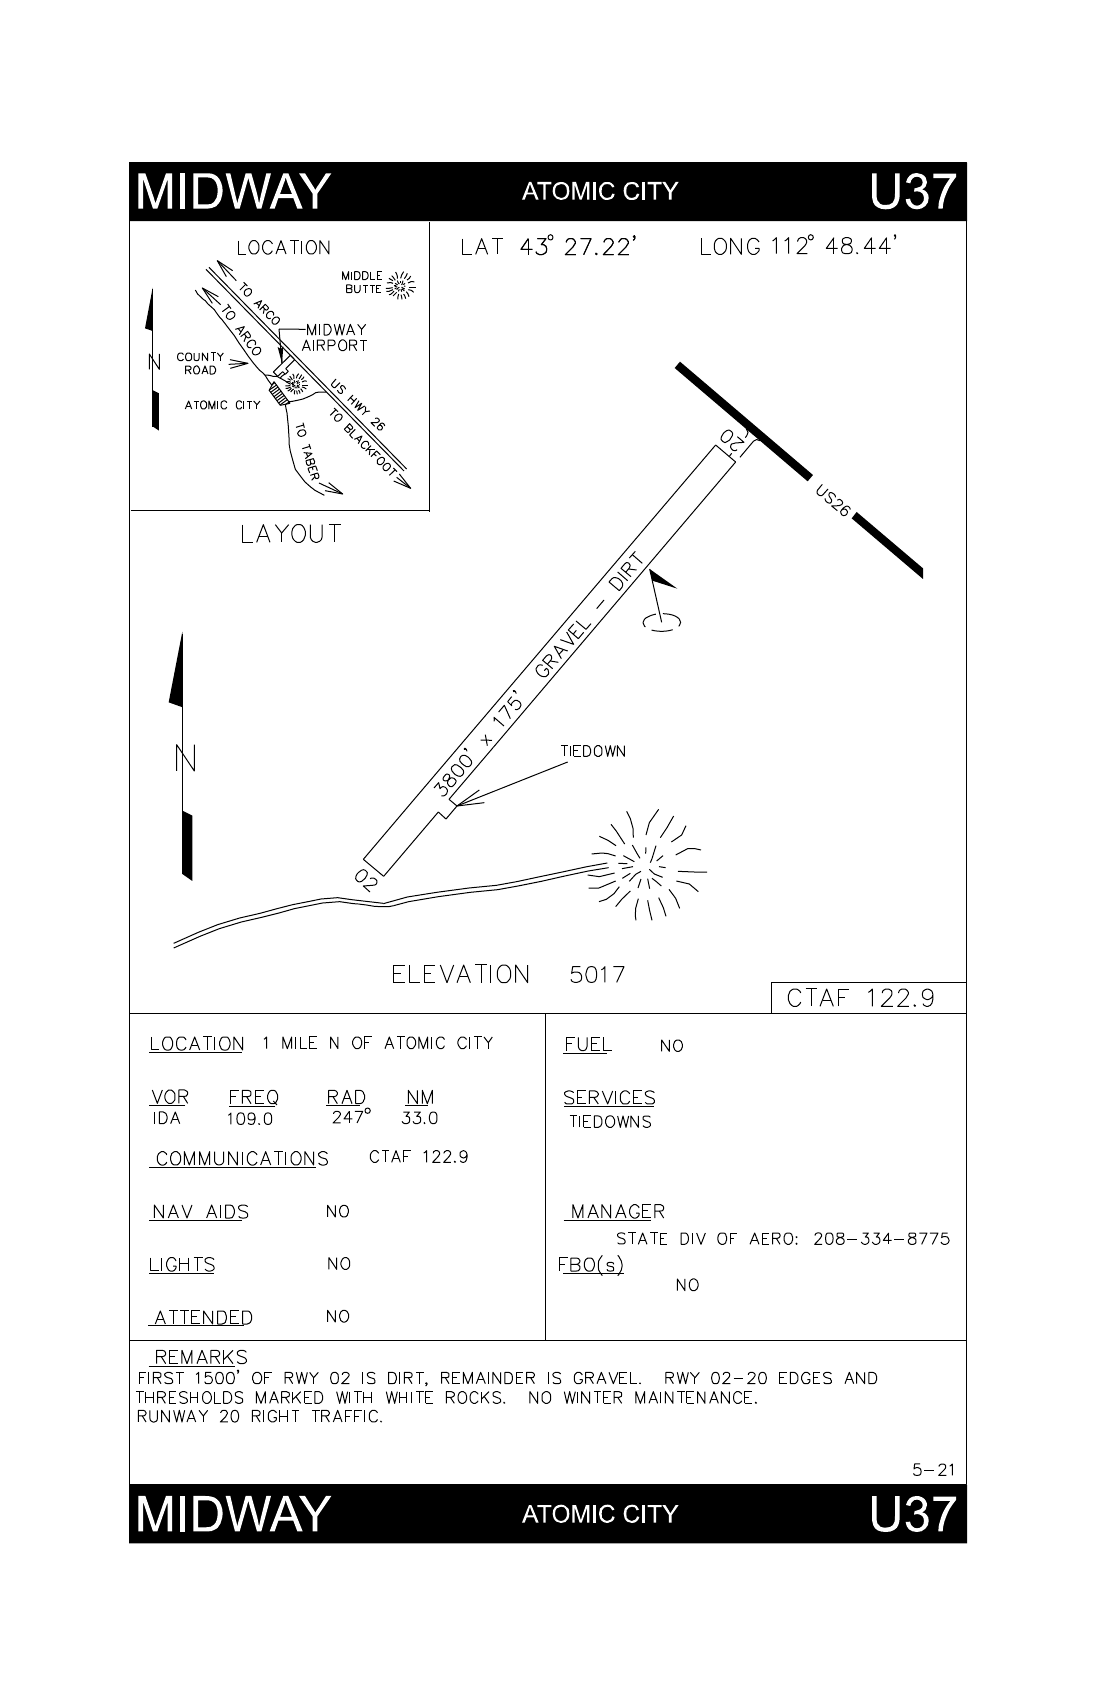 MIDWAY ATOMIC CITY U37
LOCATION
LAT 43° 27.22' LONG 112° 48.44'
MIDDLE
BUTTE
TO ARCO
TO ARCO
MIDWAY
AIRPORT
N
COUNTY
ROAD
US HWY 26
ATOMIC CITY
TO BLACKFOOT
TO TABER
LAYOUT
20
US26
3800' x 175' GRAVEL - DIRT
N
TIEDOWN
02
ELEVATION 5017
CTAF 122.9
LOCATION 1 MILE N OF ATOMIC CITY
VOR FREQ RAD NM
IDA 109.0 247° 33.0
COMMUNICATIONS CTAF 122.9
NAV AIDS NO
LIGHTS NO
ATTENDED NO
FUEL NO
SERVICES
TIEDOWNS
MANAGER
STATE DIV OF AERO: 208-334-8775
FBO(s)
NO
REMARKS
FIRST 1500' OF RWY 02 IS DIRT, REMAINDER IS GRAVEL. RWY 02-20 EDGES AND
THRESHOLDS MARKED WITH WHITE ROCKS. NO WINTER MAINTENANCE.
RUNWAY 20 RIGHT TRAFFIC.
5-21
MIDWAY ATOMIC CITY U37